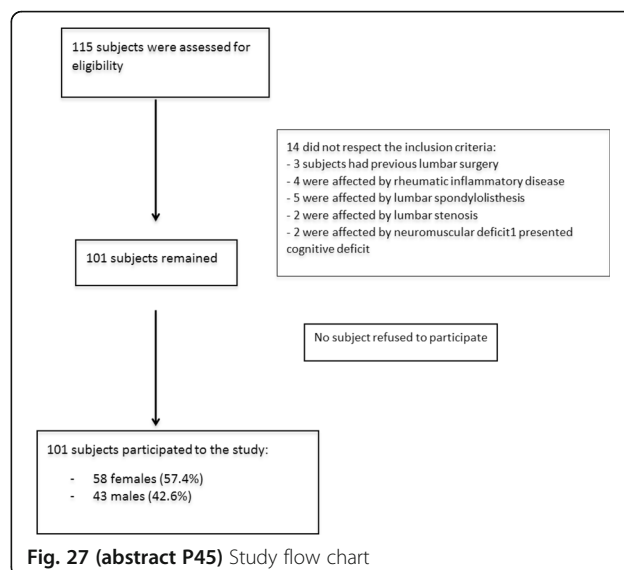 115 subjects were assessed for
eligibility
14 did not respect the inclusion criteria:
- 3 subjects had previous lumbar surgery
- 4 were affected by rheumatic inflammatory disease
- 5 were affected by lumbar spondylolisthesis
- 2 were affected by lumbar stenosis
- 2 were affected by neuromuscular deficit1 presented
cognitive deficit
101 subjects remained
No subject refused to participate
101 subjects participated to the study:
- 58 females (57.4%)
- 43 males (42.6%)
Fig. 27 (abstract P45) Study flow chart